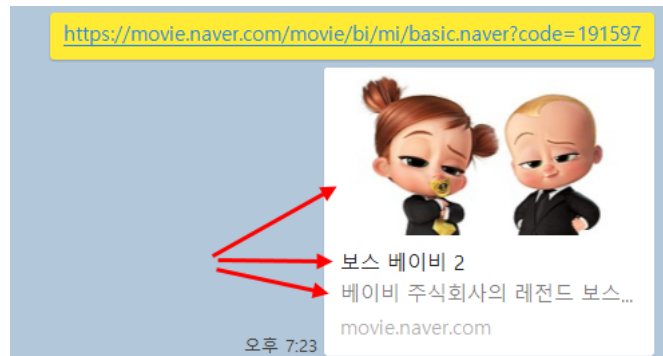 https://movie.naver.com/movie/bi/mi/basic.naver?code=191597
보스 베이비 2
베이비 주식회사의 레전드 보스...
movie.naver.com
오후 7:23